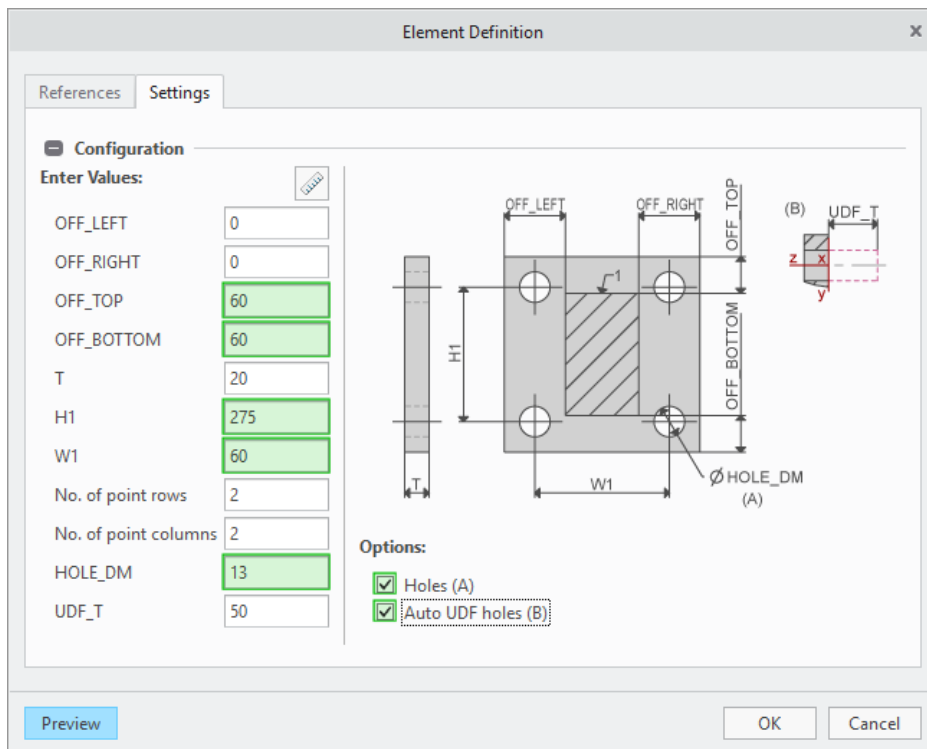 Element Definition
×
References
Settings
Configuration
Enter Values:
OFF_LEFT 0
OFF_RIGHT 0
OFF_TOP 60
OFF_BOTTOM 60
T 20
H1 275
W1 60
No. of point rows 2
No. of point columns 2
HOLE_DM 13
UDF_T 50
OFF_LEFT
OFF_RIGHT
OFF_TOP
OFF_BOTTOM
1
H1
W1
T
Ø HOLE_DM
(A)
(B) UDF_T
z x
y
Options:
Holes (A)
Auto UDF holes (B)
Preview
OK
Cancel